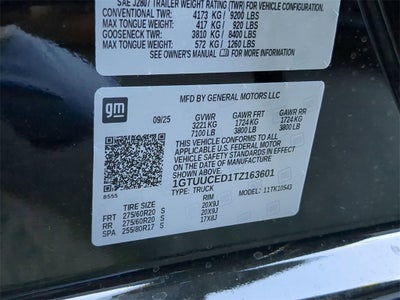 SAE J2807 TRAILER WEIGHT RATING (TWR) FOR VEHICLE CONFIGURATION.
CONVENTIONAL TWR: 4173 KG / 9200 LBS
MAX TONGUE WEIGHT: 417 KG / 920 LBS
GOOSENECK TWR: 3810 KG / 8400 LBS
MAX TONGUE WEIGHT: 572 KG / 1260 LBS
SEE OWNER'S MANUAL
gm
MFD BY GENERAL MOTORS LLC
09/25 GVWR GAWR FRT GAWR RR
3221 KG 1724 KG 1724 KG
7100 LB 3800 LB 3800 LB
THIS VEHICLE CONFORMS TO ALL
APPLICABLE U.S. FEDERAL MOTOR
VEHICLE SAFETY STANDARDS IN
EFFECT ON THE DATE OF
MANUFACTURE SHOWN ABOVE.
1GTUUCED1TZ163601
8555 TYPE: TRUCK MODEL: 11TK10543
TIRE SIZE RIM
FRT 275/60R20 S 20X9J
RR 275/60R20 S 20X9J
SPA 255/80R17 S 17X8J